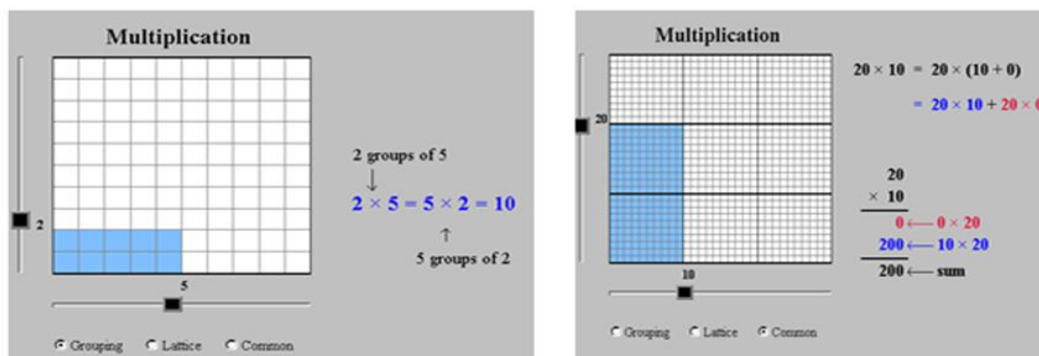 Multiplication
2 groups of 5
↓
2 × 5 = 5 × 2 = 10
↑
5 groups of 2
2
5
Grouping Lattice Common
Multiplication
20 × 10 = 20 × (10 + 0)
= 20 × 10 + 20 ×
20
20
× 10
0 ← 0 × 20
200 ← 10 × 20
200 ← sum
10
Grouping Lattice Common